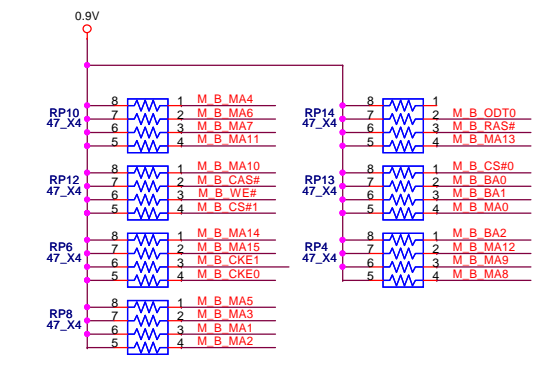 0.9V
RP10
47_X4
8 1 M_B_MA4
7 2 M_B_MA6
6 3 M_B_MA7
5 4 M_B_MA11
RP12
47_X4
8 1 M_B_MA10
7 2 M_B_CAS#
6 3 M_B_WE#
5 4 M_B_CS#1
RP6
47_X4
8 1 M_B_MA14
7 2 M_B_MA15
6 3 M_B_CKE1
5 4 M_B_CKE0
RP8
47_X4
8 1 M_B_MA5
7 2 M_B_MA3
6 3 M_B_MA1
5 4 M_B_MA2
RP14
47_X4
8 1
7 2 M_B_ODT0
6 3 M_B_RAS#
5 4 M_B_MA13
RP13
47_X4
8 1 M_B_CS#0
7 2 M_B_BA0
6 3 M_B_BA1
5 4 M_B_MA0
RP4
47_X4
8 1 M_B_BA2
7 2 M_B_MA12
6 3 M_B_MA9
5 4 M_B_MA8